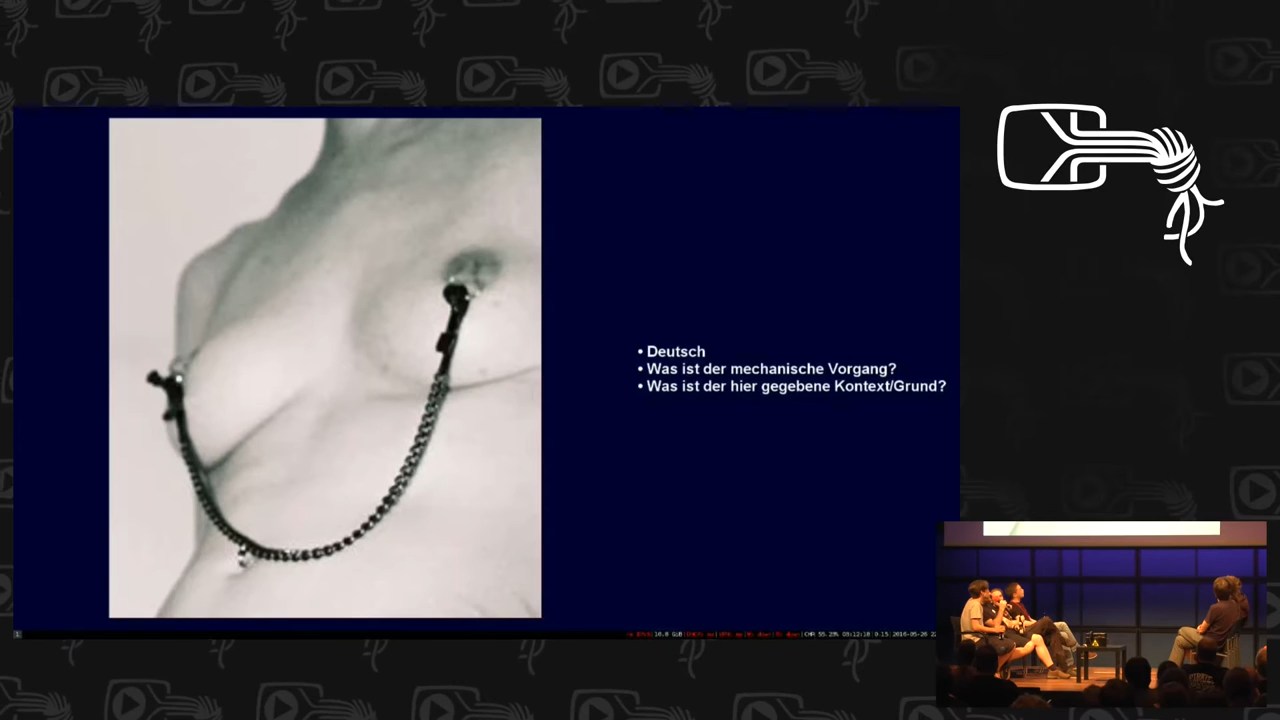 • Deutsch
• Was ist der mechanische Vorgang?
• Was ist der hier gegebene Kontext/Grund?